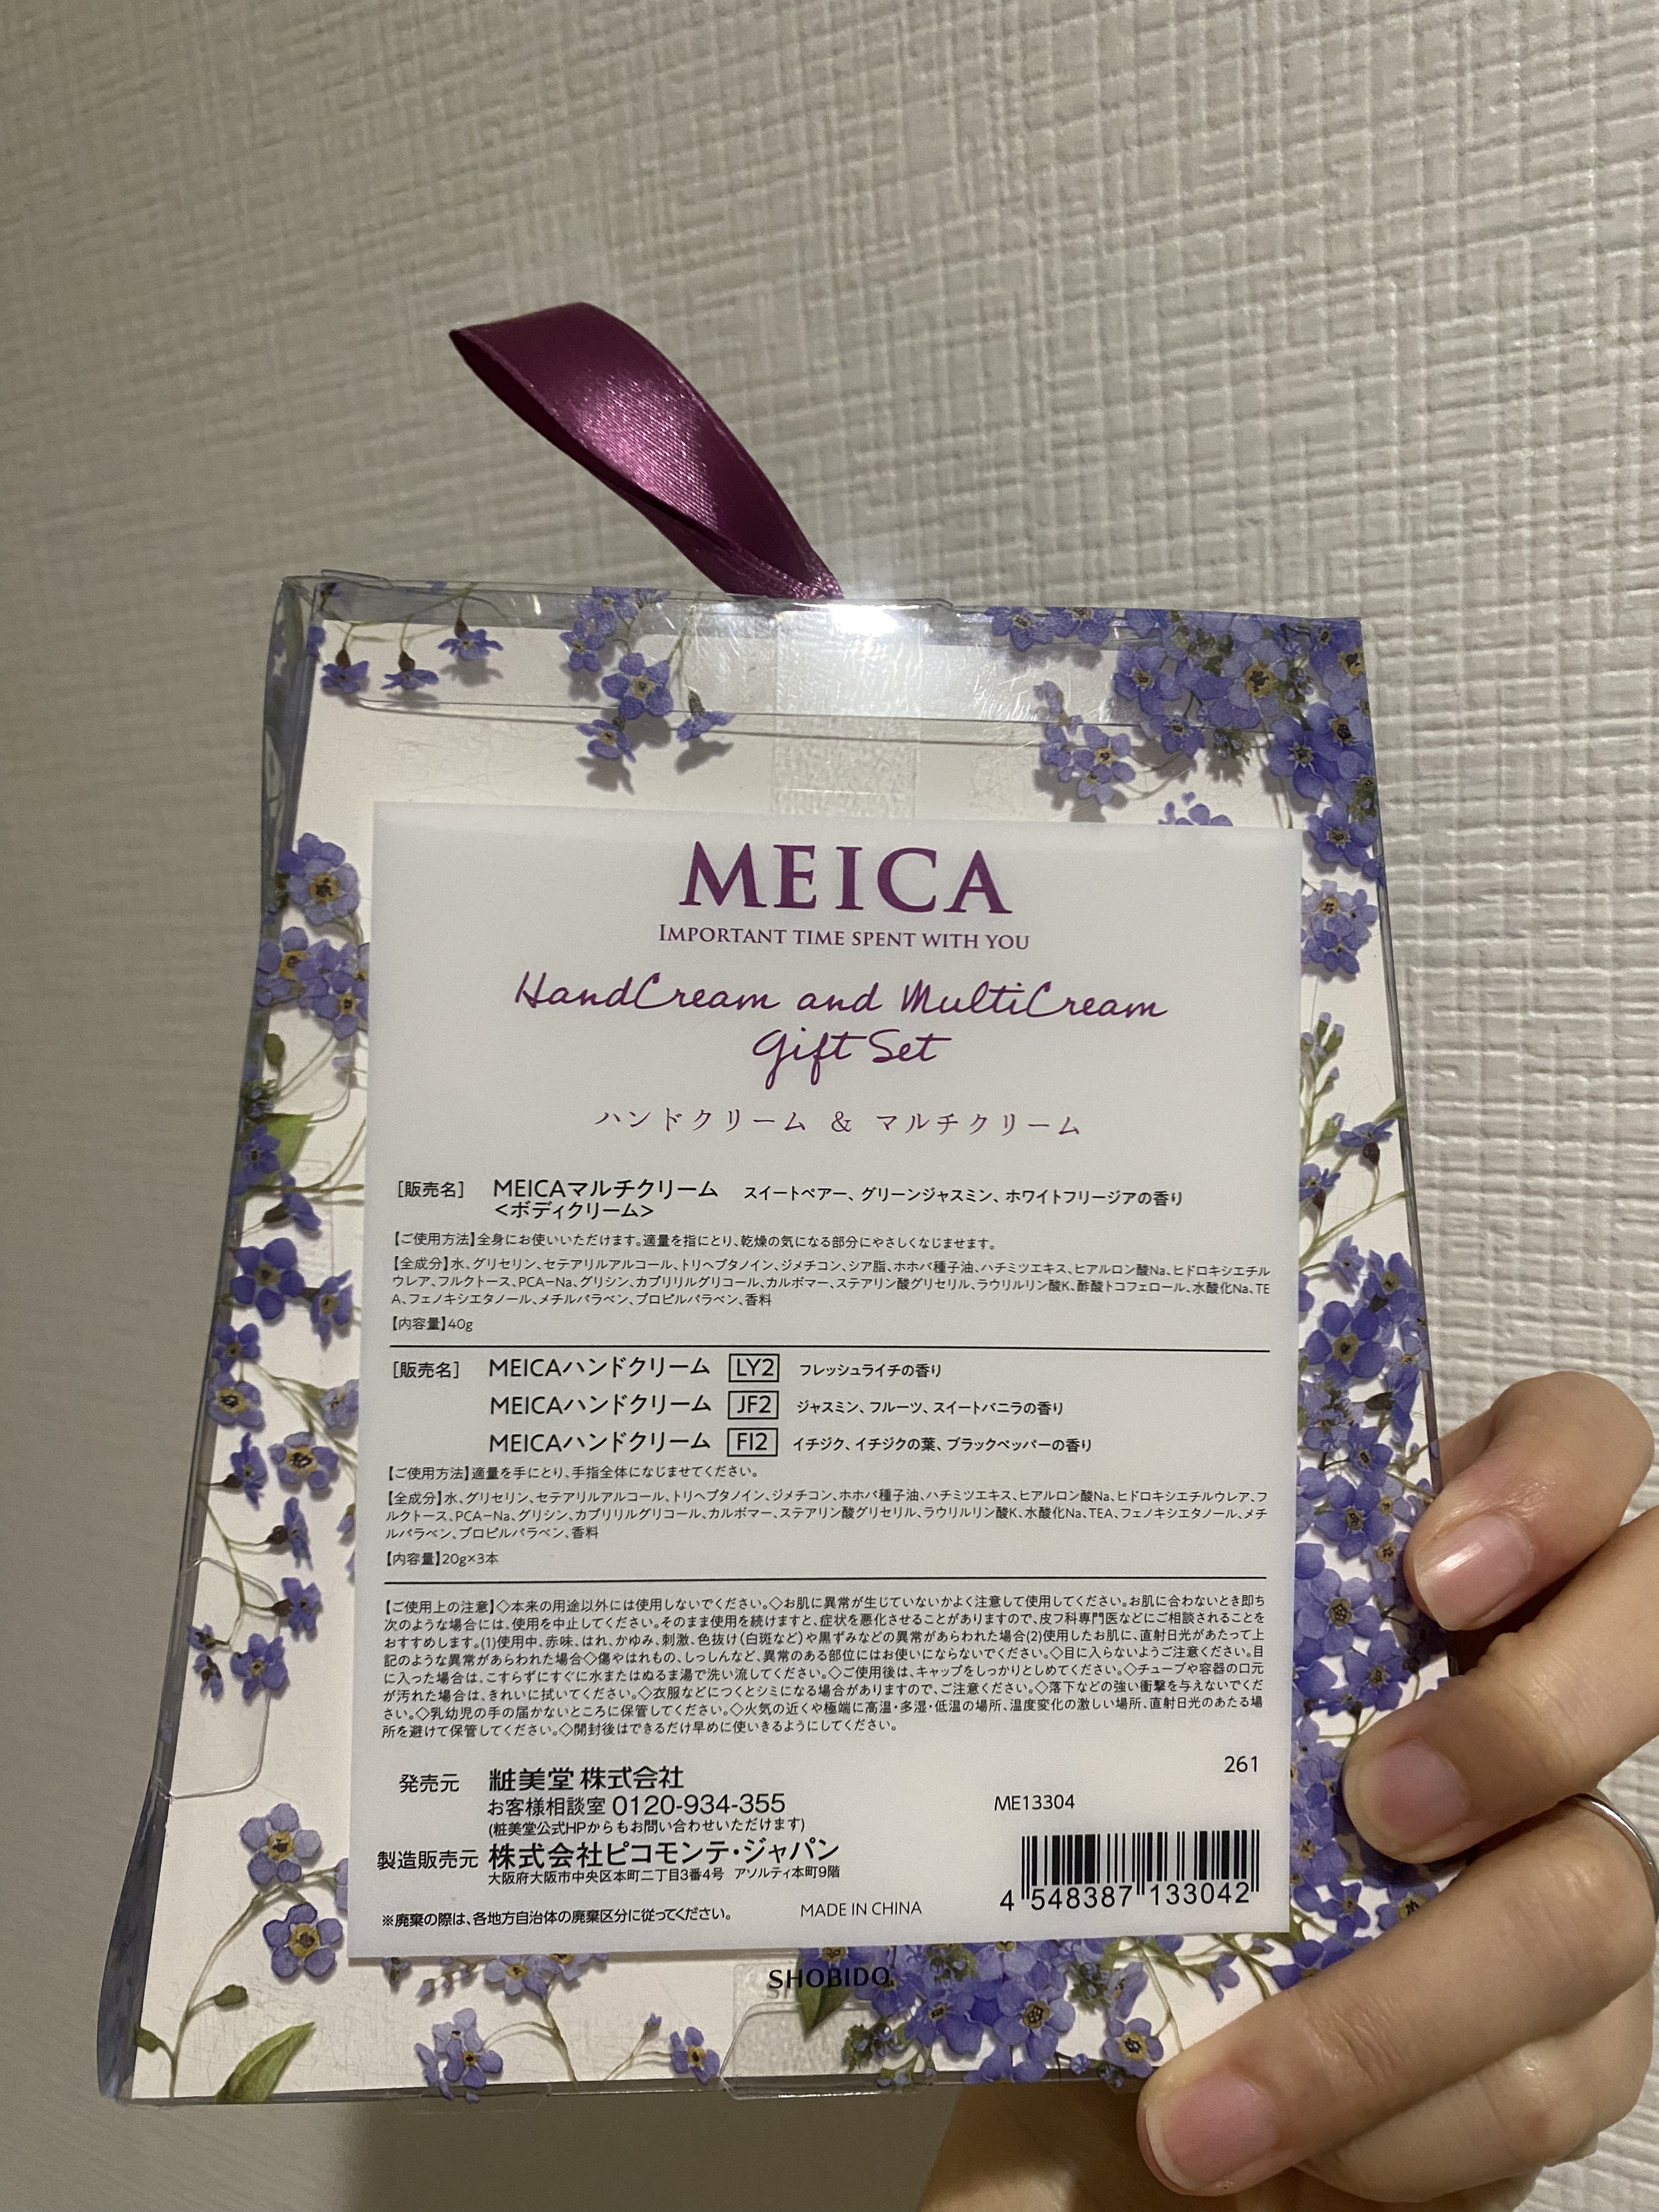 MEICA
IMPORTANT TIME SPENT WITH YOU
HandCream and MultiCream
Gift Set
ハンドクリーム & マルチクリーム
[販売名] MEICAマルチクリーム スイートペアー、グリーンジャスミン、ホワイトフリージアの香り
<ボディクリーム>
【ご使用方法】全身にお使いいただけます。適量を指にとり、乾燥の気になる部分にやさしくなじませます。
【全成分】水、グリセリン、セテアリルアルコール、トリヘプタノイン、ジメチコン、シア脂、ホホバ種子油、ハチミツエキス、ヒアルロン酸Na、ヒドロキシエチル
ウレア、フルクトース、PCA-Na、グリシン、カプリリルグリコール、カルボマー、ステアリン酸グリセリル、ラウリルリン酸K、酢酸トコフェロール、水酸化Na、TE
A、フェノキシエタノール、メチルパラベン、プロピルパラベン、香料
【内容量】40g
[販売名] MEICAハンドクリーム LY2 フレッシュライチの香り
MEICAハンドクリーム JF2 ジャスミン、フルーツ、スイートバニラの香り
MEICAハンドクリーム FI2 イチジク、イチジクの葉、ブラックペッパーの香り
【ご使用方法】適量を手にとり、手指全体になじませてください。
【全成分】水、グリセリン、セテアリルアルコール、トリヘプタノイン、ジメチコン、ホホバ種子油、ハチミツエキス、ヒアルロン酸Na、ヒドロキシエチルウレア、フ
ルクトース、PCA-Na、グリシン、カプリリルグリコール、カルボマー、ステアリン酸グリセリル、ラウリルリン酸K、水酸化Na、TEA、フェノキシエタノール、メチ
ルパラベン、プロピルパラベン、香料
【内容量】20g×3本
【ご使用上の注意】◇本来の用途以外には使用しないでください。◇お肌に異常が生じていないかよく注意して使用してください。お肌に合わないとき即ち
次のような場合には、使用を中止してください。そのまま使用を続けますと、症状を悪化させることがありますので、皮フ科専門医などにご相談されることを
おすすめします。(1)使用中、赤味、はれ、かゆみ、刺激、色抜け(白斑など)や黒ずみなどの異常があらわれた場合(2)使用したお肌に、直射日光があたって上
記のような異常があらわれた場合◇傷やはれもの、しっしんなど、異常のある部位にはお使いにならないでください。◇目に入らないようご注意ください。目
に入った場合は、こすらずにすぐに水またはぬるま湯で洗い流してください。◇ご使用後は、キャップをしっかりとしめてください。◇チューブや容器の口元
が汚れた場合は、きれいに拭いてください。◇衣服などにつくとシミになる場合がありますので、ご注意ください。◇落下などの強い衝撃を与えないでくだ
さい。◇乳幼児の手の届かないところに保管してください。◇火気の近くや極端に高温・多湿・低温の場所、温度変化の激しい場所、直射日光のあたる場
所を避けて保管してください。◇開封後はできるだけ早めに使いきるようにしてください。
261
発売元 粧美堂 株式会社
お客様相談室 0120-934-355
ME13304
(粧美堂公式HPからもお問い合わせいただけます)
製造販売元 株式会社ピコモンテ・ジャパン
大阪府大阪市中央区本町二丁目3番4号 アソルティ本町9階
4 548387 133042
※廃棄の際は、各地方自治体の廃棄区分に従ってください。
MADE IN CHINA
SHOBIDO